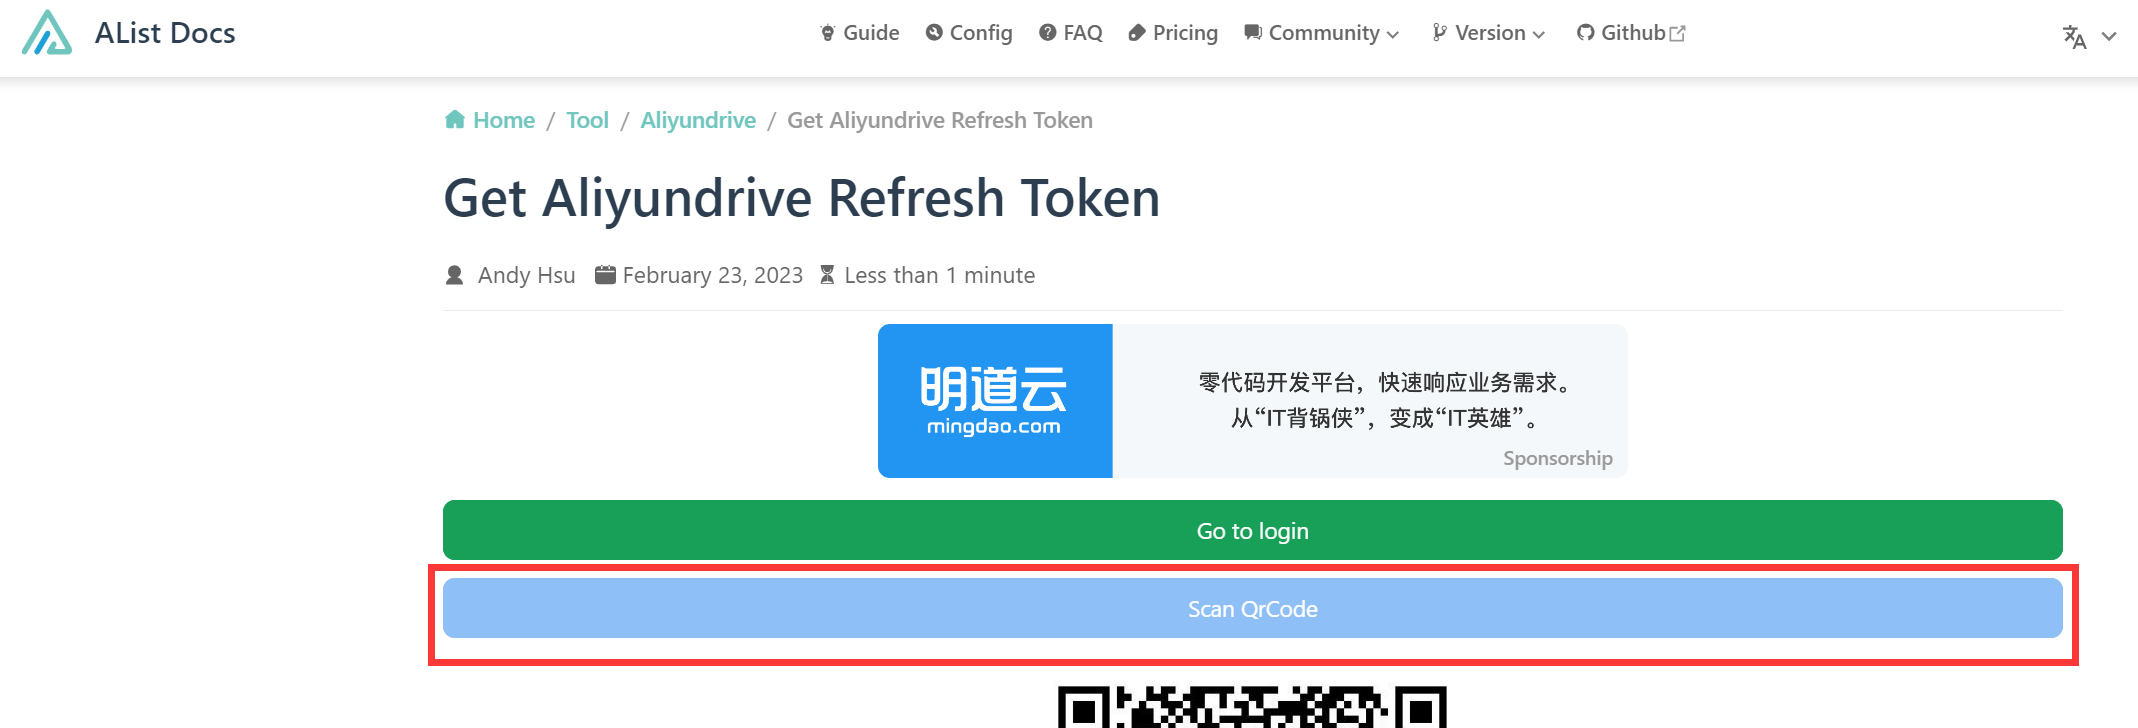 AList Docs
Guide Config FAQ Pricing Community Version Github
Home / Tool / Aliyundrive / Get Aliyundrive Refresh Token
Get Aliyundrive Refresh Token
Andy Hsu February 23, 2023 Less than 1 minute
明道云
mingdao.com
零代码开发平台，快速响应业务需求。
从“IT背锅侠”，变成“IT英雄”。
Sponsorship
Go to login
Scan QrCode